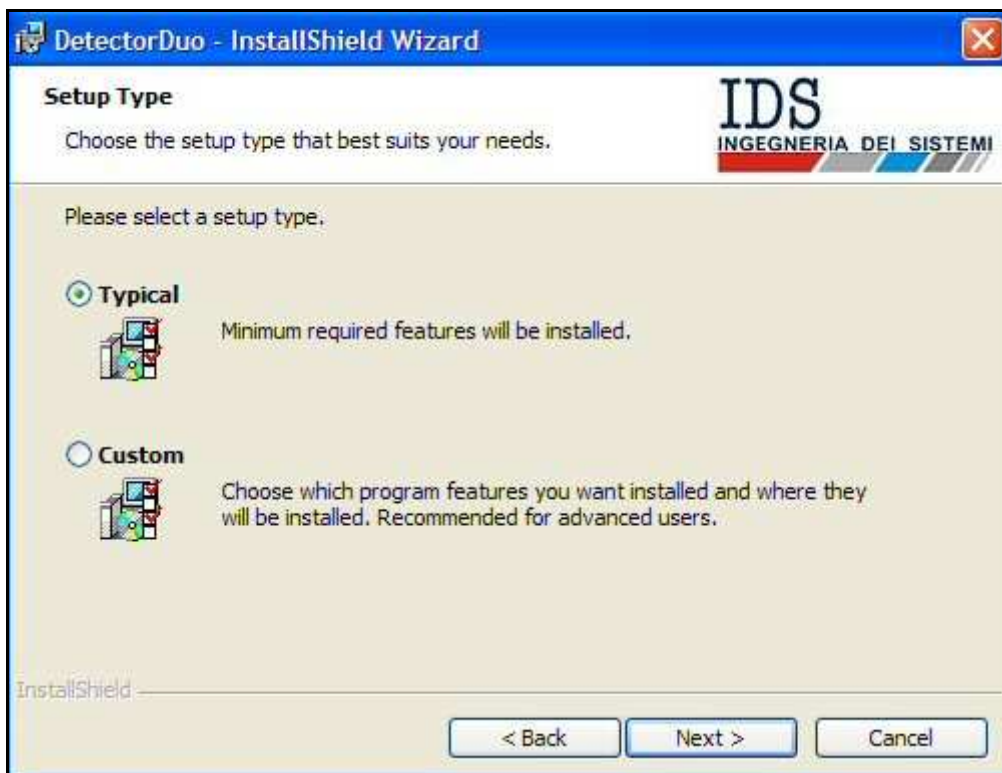 DetectorDuo - InstallShield Wizard
Setup Type
Choose the setup type that best suits your needs.
IDS
INGEGNERIA DEI SISTEMI
Please select a setup type.
Typical
Minimum required features will be installed.
Custom
Choose which program features you want installed and where they
will be installed. Recommended for advanced users.
InstallShield
< Back
Next >
Cancel